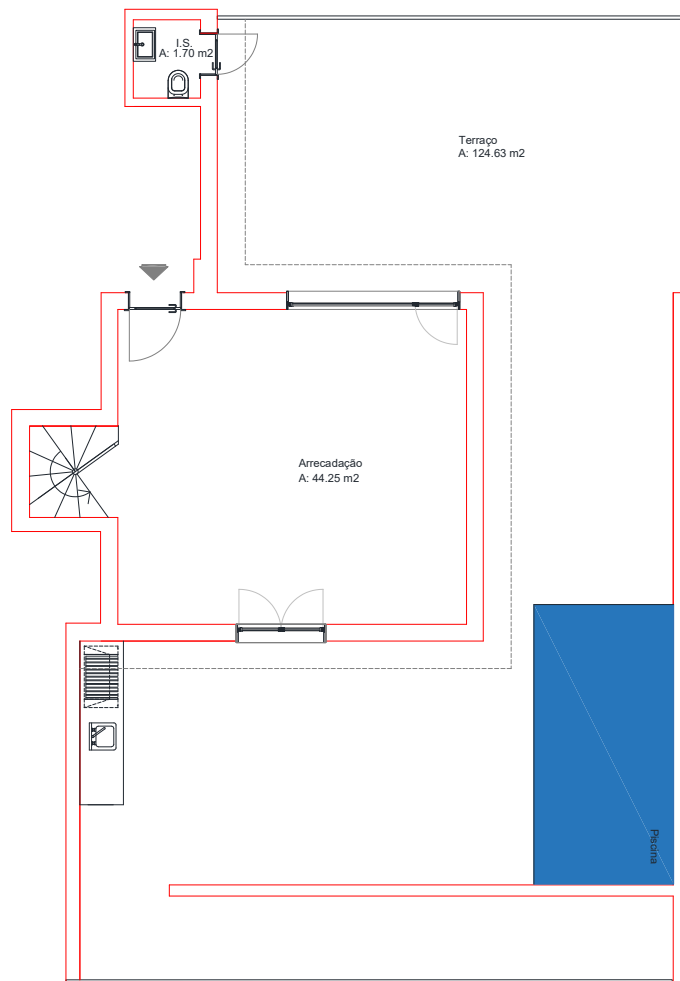 I.S.
A: 1.70 m2
Terraço
A: 124.63 m2
Arrecadação
A: 44.25 m2
Piscina